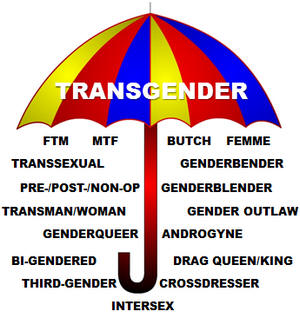 TRANSGENDER
FTM MTF BUTCH FEMME
TRANSSEXUAL GENDERBENDER
PRE-/POST-/NON-OP GENDERBLENDER
TRANSMAN/WOMAN GENDER OUTLAW
GENDERQUEER ANDROGYNE
BI-GENDERED DRAG QUEEN/KING
THIRD-GENDER CROSSDRESSER
INTERSEX